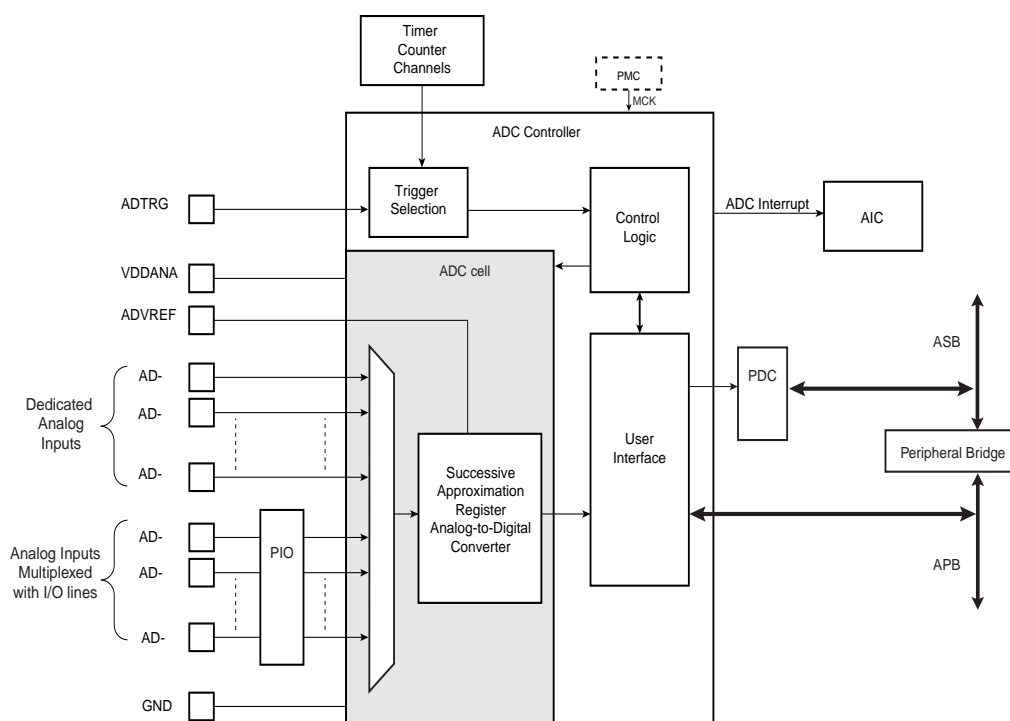 Timer
Counter
Channels
PMC
MCK
ADC Controller
Trigger
Selection
Control
Logic
ADTRG
ADC Interrupt
AIC
VDDANA
ADC cell
ADVREF
ASB
AD-
PDC
Dedicated
Analog
Inputs
AD-
AD-
User
Interface
Peripheral Bridge
Successive
Approximation
Register
Analog-to-Digital
Converter
AD-
PIO
Analog Inputs
Multiplexed
with I/O lines
AD-
AD-
APB
GND